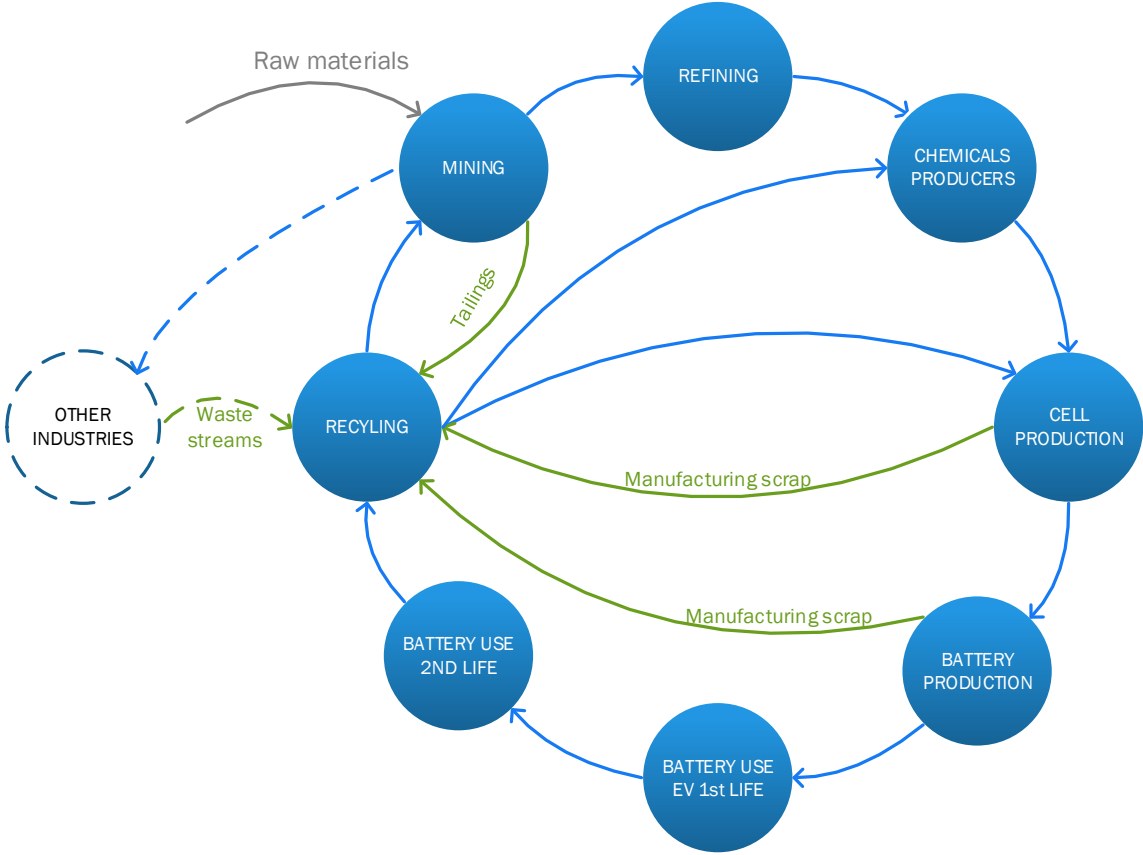 Raw materials
REFINING
MINING
CHEMICALS
PRODUCERS
Tailings
OTHER
INDUSTRIES
Waste
streams
RECYLING
CELL
PRODUCTION
Manufacturing scrap
Manufacturing scrap
BATTERY USE
2ND LIFE
BATTERY
PRODUCTION
BATTERY USE
EV 1st LIFE